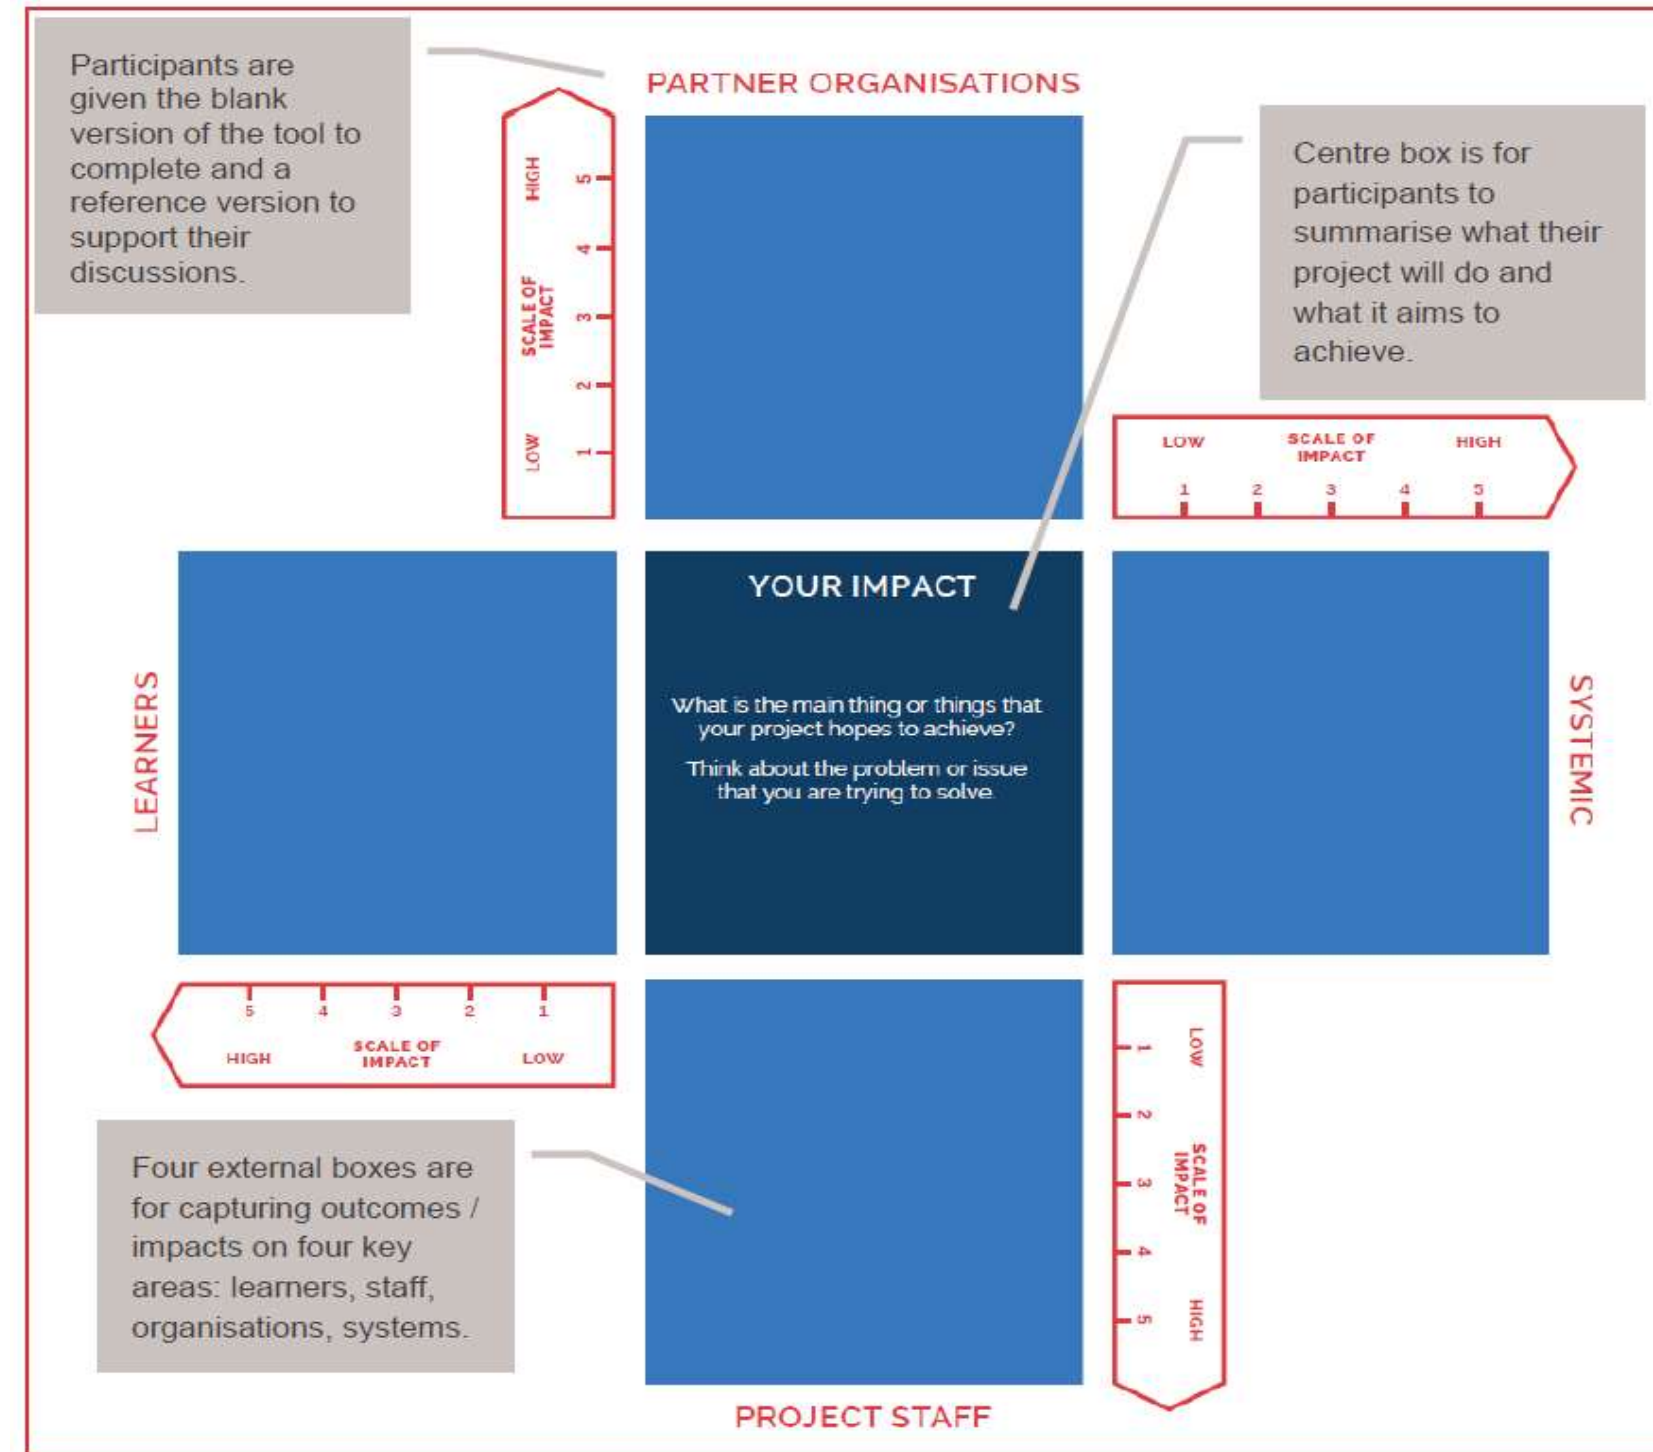 Participants are
given the blank
version of the tool to
complete and a
reference version to
support their
discussions.
PARTNER ORGANISATIONS
HIGH
SCALE OF
IMPACT
LOW
5
4
3
2
1
Centre box is for
participants to
summarise what their
project will do and
what it aims to
achieve.
LOW SCALE OF HIGH
IMPACT
1 2 3 4 5
LEARNERS
YOUR IMPACT
What is the main thing or things that
your project hopes to achieve?
Think about the problem or issue
that you are trying to solve.
SYSTEMIC
5 4 3 2 1
HIGH SCALE OF LOW
IMPACT
LOW
SCALE OF
IMPACT
HIGH
1
2
3
4
5
Four external boxes are
for capturing outcomes /
impacts on four key
areas: learners, staff,
organisations, systems.
PROJECT STAFF